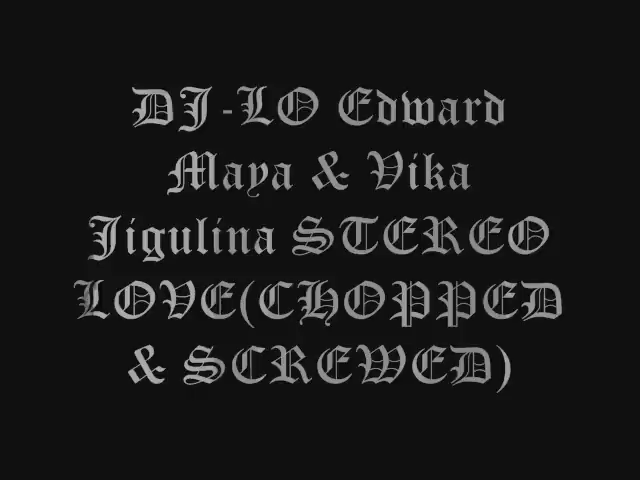 DJ-LO Edward
Maya & Vika
Jigulina STEREO
LOVE(CHOPPED
& SCREWED)